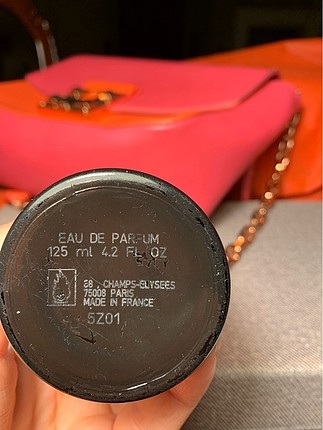 EAU DE PARFUM
125 ml 4.2 FL OZ
68, CHAMPS-ELYSEES
75008 PARIS
MADE IN FRANCE
5Z01